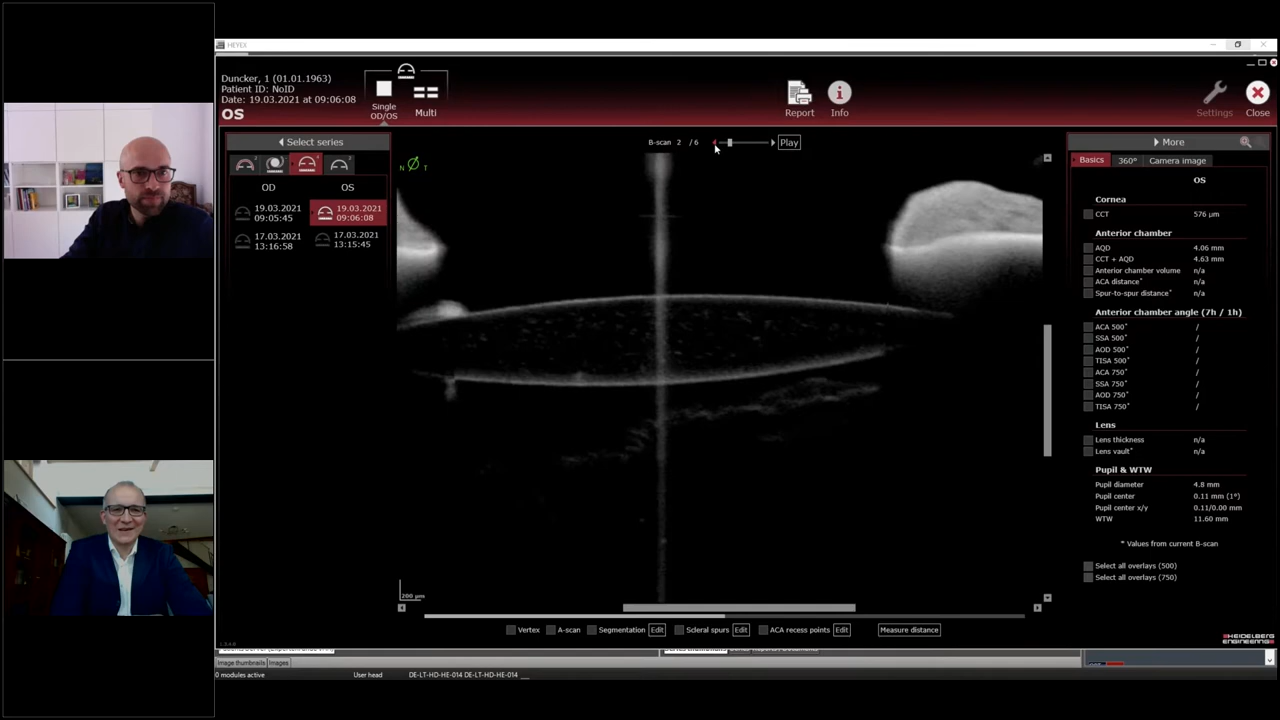 HEYEX
Duncker, 1 (01.01.1963)
Patient ID: NoID
Date: 19.03.2021 at 09:06:08
OS
Single
OD/OS
Multi
Report
Info
Settings
Close
Select series
OD
OS
19.03.2021
09:05:45
19.03.2021
09:06:08
17.03.2021
13:16:58
17.03.2021
13:15:45
B-scan 2 / 6
Play
N T
200 µm
More
Basics
360°
Camera image
OS
Cornea
CCT 576 µm
Anterior chamber
AQD 4.06 mm
CCT + AQD 4.63 mm
Anterior chamber volume n/a
ACA distance* n/a
Spur-to-spur distance* n/a
Anterior chamber angle (7h / 1h)
ACA 500* /
SSA 500* /
AOD 500* /
TISA 500* /
ACA 750* /
SSA 750* /
AOD 750* /
TISA 750* /
Lens
Lens thickness n/a
Lens vault* n/a
Pupil & WTW
Pupil diameter 4.8 mm
Pupil center 0.11 mm (1°)
Pupil center x/y 0.11/0.00 mm
WTW 11.60 mm
* Values from current B-scan
Select all overlays (500)
Select all overlays (750)
Vertex
A-scan
Segmentation
Edit
Scleral spurs
Edit
ACA recess points
Edit
Measure distance
HEIDELBERG
ENGINEERING
Image thumbnails
Images
0 modules active
User head
DE-LT-HD-HE-014 DE-LT-HD-HE-014